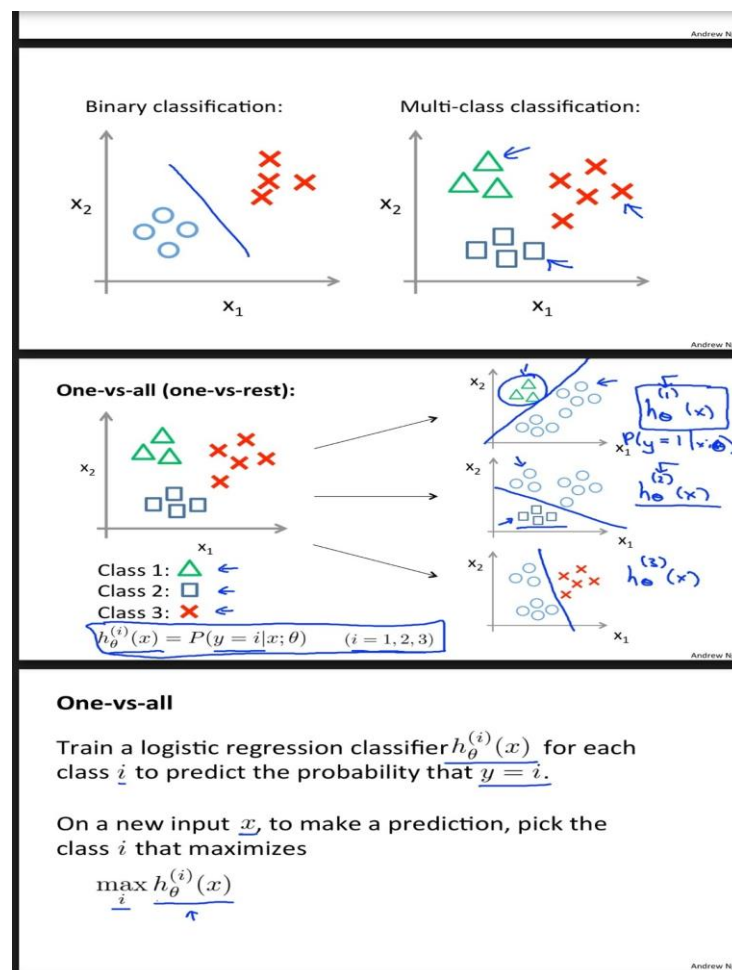 Andrew N
Binary classification:
Multi-class classification:
x₂
x₁
x₂
x₁
Andrew N
One-vs-all (one-vs-rest):
x₂
x₁
Class 1:
Class 2:
Class 3:
h_θ^(i)(x) = P(y = i|x; θ) (i = 1, 2, 3)
x₂
x₁
h_θ^(1)(x)
P(y=1|x;θ)
x₂
x₁
h_θ^(2)(x)
x₂
x₁
h_θ^(3)(x)
Andrew N
One-vs-all
Train a logistic regression classifier h_θ^(i)(x) for each
class i to predict the probability that y = i.
On a new input x, to make a prediction, pick the
class i that maximizes
max h_θ^(i)(x)
i
Andrew N